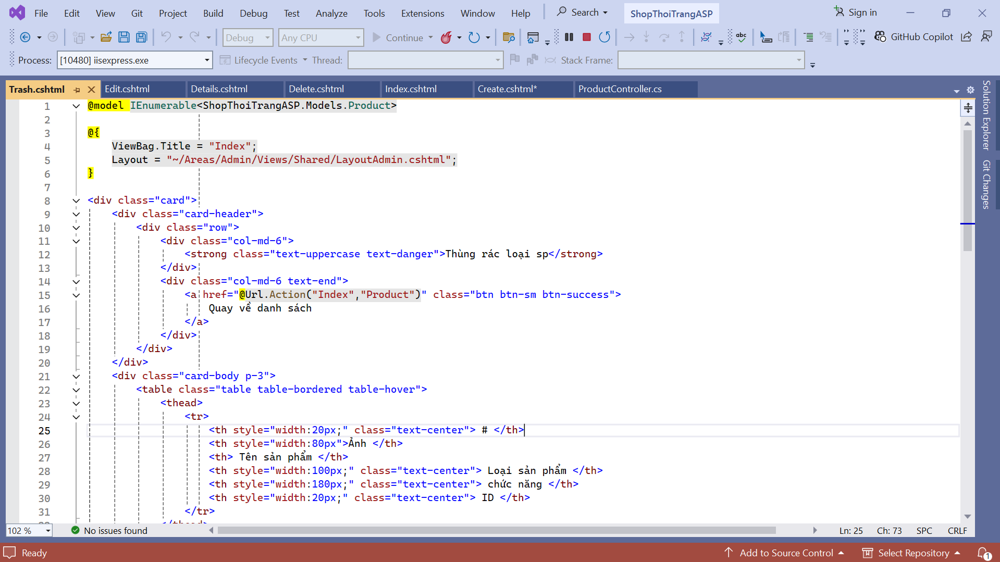 File Edit View Git Project Build Debug Test Analyze Tools Extensions Window Help Search ShopThoiTrangASP Sign in
Debug Any CPU Continue abc GitHub Copilot
Process: [10480] iisexpress.exe Lifecycle Events Thread: Stack Frame:
Trash.cshtml Edit.cshtml Details.cshtml Delete.cshtml Index.cshtml Create.cshtml* ProductController.cs
Solution Explorer
Git Changes
1 @model IEnumerable<ShopThoiTrangASP.Models.Product>
2
3 @{
4 ViewBag.Title = "Index";
5 Layout = "~/Areas/Admin/Views/Shared/LayoutAdmin.cshtml";
6 }
7
8 <div class="card">
9 <div class="card-header">
10 <div class="row">
11 <div class="col-md-6">
12 <strong class="text-uppercase text-danger">Thùng rác loại sp</strong>
13 </div>
14 <div class="col-md-6 text-end">
15 <a href="@Url.Action("Index","Product")" class="btn btn-sm btn-success">
16 Quay về danh sách
17 </a>
18 </div>
19 </div>
20 </div>
21 <div class="card-body p-3">
22 <table class="table table-bordered table-hover">
23 <thead>
24 <tr>
25 <th style="width:20px;" class="text-center"> # </th>
26 <th style="width:80px">Ảnh </th>
27 <th> Tên sản phẩm </th>
28 <th style="width:100px;" class="text-center"> Loại sản phẩm </th>
29 <th style="width:180px;" class="text-center"> chức năng </th>
30 <th style="width:20px;" class="text-center"> ID </th>
31 </tr>
102 % No issues found Ln: 25 Ch: 73 SPC CRLF
Ready Add to Source Control Select Repository 1